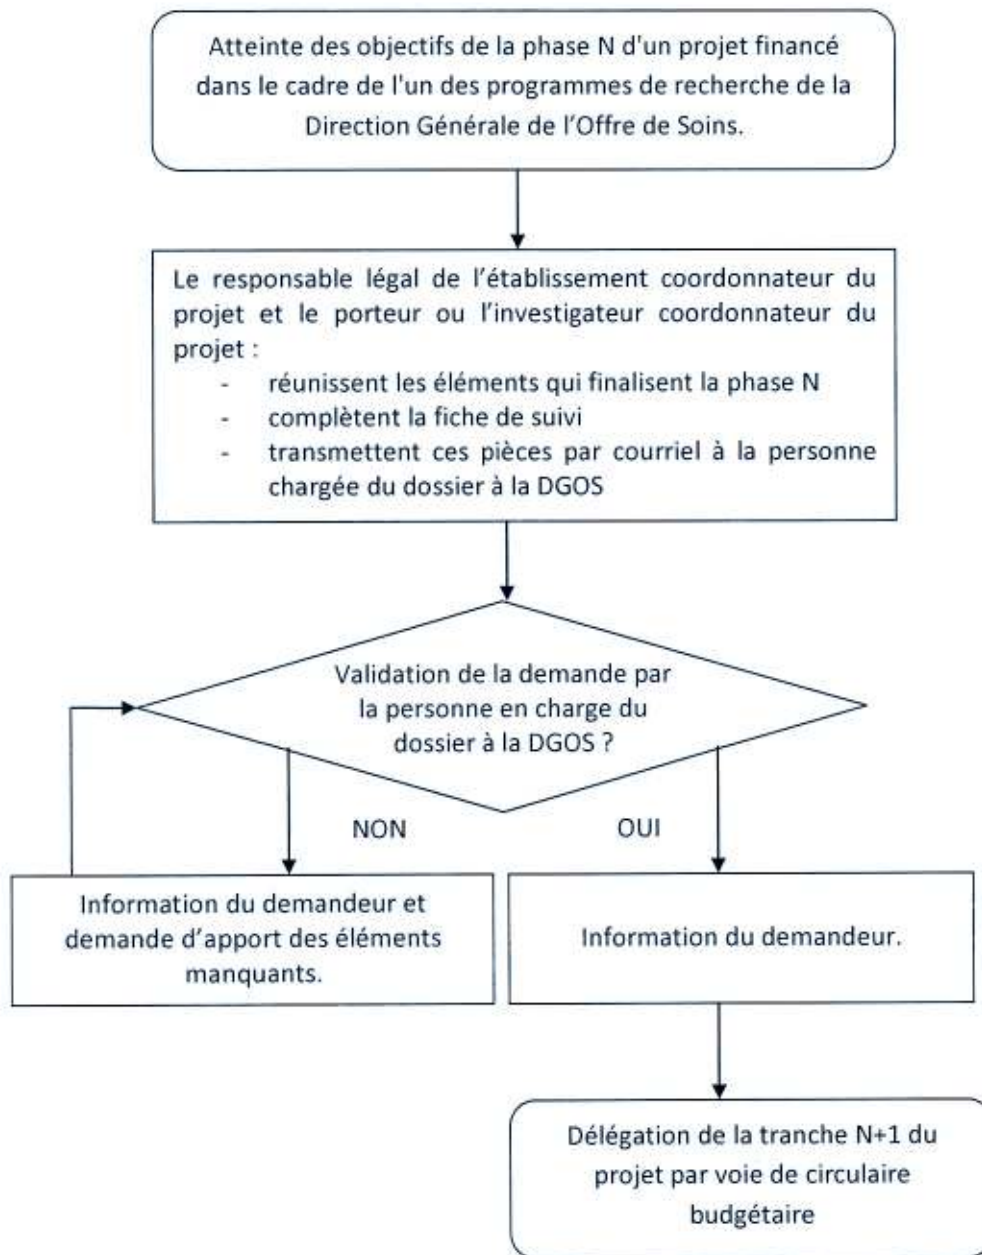 Atteinte des objectifs de la phase N d'un projet financé
dans le cadre de l'un des programmes de recherche de la
Direction Générale de l'Offre de Soins.
Le responsable légal de l'établissement coordonnateur du
projet et le porteur ou l'investigateur coordonnateur du
projet :
- réunissent les éléments qui finalisent la phase N
- complètent la fiche de suivi
- transmettent ces pièces par courriel à la personne
chargée du dossier à la DGOS
Validation de la demande par
la personne en charge du
dossier à la DGOS ?
NON
OUI
Information du demandeur et
demande d'apport des éléments
manquants.
Information du demandeur.
Délégation de la tranche N+1 du
projet par voie de circulaire
budgétaire